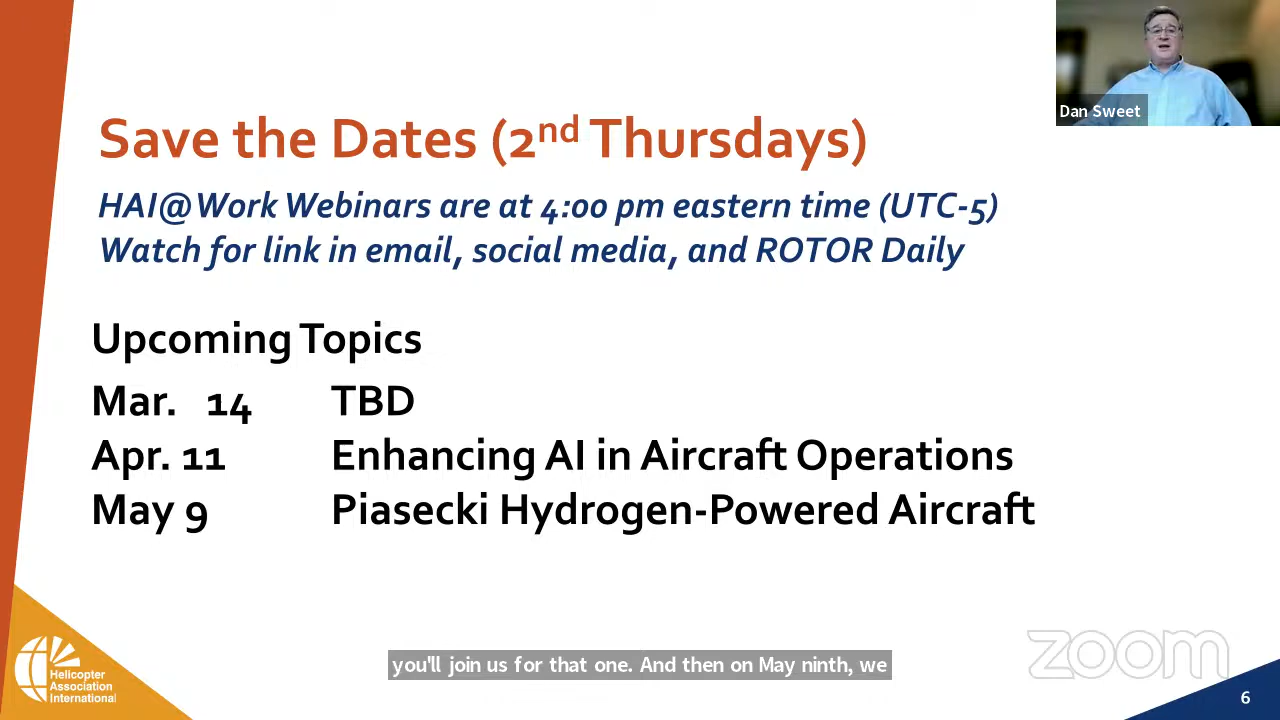 Dan Sweet
Save the Dates (2nd Thursdays)
HAI@Work Webinars are at 4:00 pm eastern time (UTC-5)
Watch for link in email, social media, and ROTOR Daily
Upcoming Topics
Mar. 14 TBD
Apr. 11 Enhancing AI in Aircraft Operations
May 9 Piasecki Hydrogen-Powered Aircraft
Helicopter
Association
International
you'll join us for that one. And then on May ninth, we
zoom
6